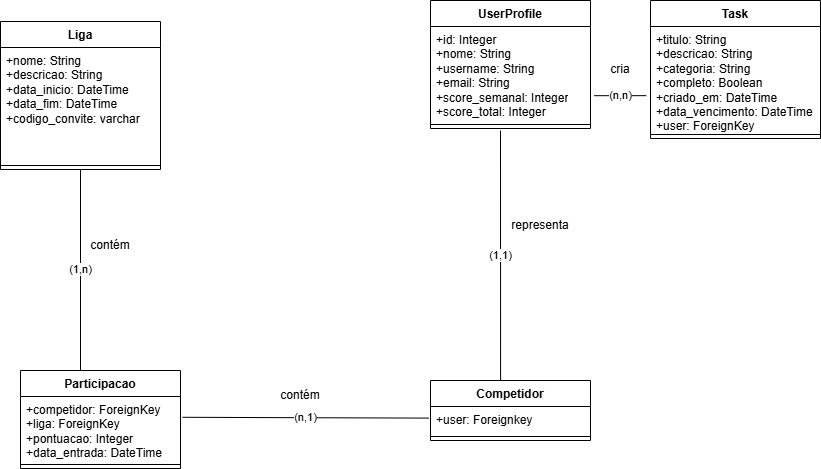 Liga
+nome: String
+descricao: String
+data_inicio: DateTime
+data_fim: DateTime
+codigo_convite: varchar
UserProfile
+id: Integer
+nome: String
+username: String
+email: String
+score_semanal: Integer
+score_total: Integer
cria
(n,n)
Task
+titulo: String
+descricao: String
+categoria: String
+completo: Boolean
+criado_em: DateTime
+data_vencimento: DateTime
+user: ForeignKey
contém
(1,n)
representa
(1,1)
Participacao
+competidor: ForeignKey
+liga: ForeignKey
+pontuacao: Integer
+data_entrada: DateTime
contém
(n,1)
Competidor
+user: Foreignkey